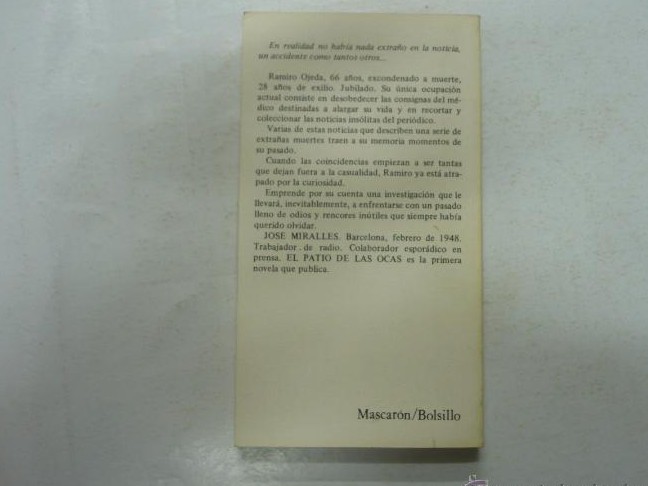 En realidad no había nada extraño en la noticia,
un accidente como tantos otros...
Ramiro Ojeda, 66 años, excondenado a muerte,
28 años de exilio. Jubilado. Su única ocupación
actual consiste en desobedecer las consignas del mé-
dico destinadas a alargar su vida y en recortar y
coleccionar las noticias insólitas del periódico.
Varias de estas noticias que describen una serie de
extrañas muertes traen a su memoria momentos de
su pasado.
Cuando las coincidencias empiezan a ser tantas
que dejan fuera a la casualidad, Ramiro ya está atra-
pado por la curiosidad.
Emprende por su cuenta una investigación que le
llevará, inevitablemente, a enfrentarse con un pasado
lleno de odios y rencores inútiles que siempre había
querido olvidar.
JOSE MIRALLES. Barcelona, febrero de 1948.
Trabajador de radio. Colaborador esporádico en
prensa. EL PATIO DE LAS OCAS es la primera
novela que publica.
Mascarón/Bolsillo